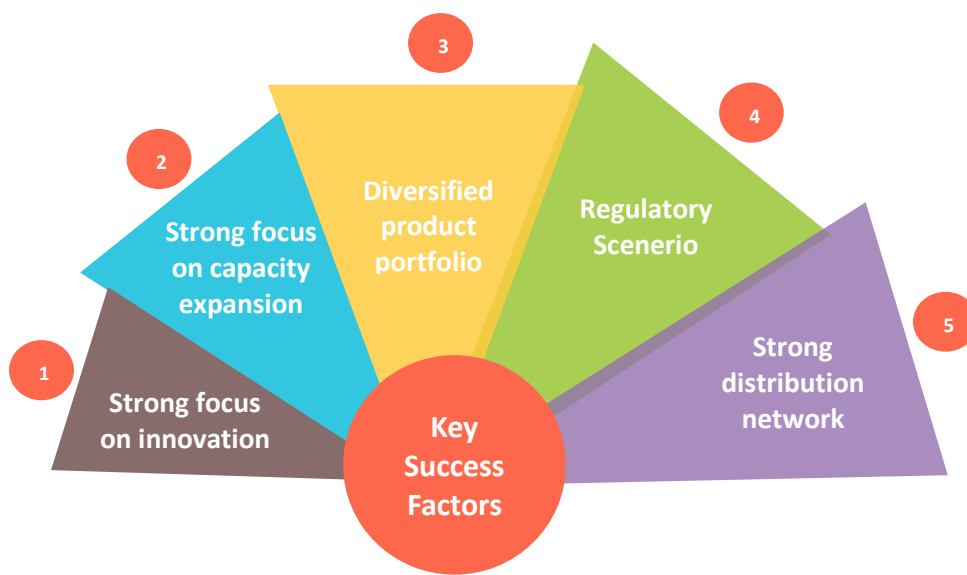 1
Strong focus
on innovation
2
Strong focus
on capacity
expansion
3
Diversified
product
portfolio
4
Regulatory
Scenerio
5
Strong
distribution
network
Key
Success
Factors